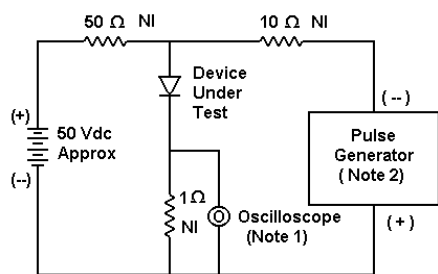 50 Ω NI
10 Ω NI
Device
Under
Test
(+)
50 Vdc
Approx
(--)
(--)
Pulse
Generator
( Note 2)
(+)
1Ω
NI
Oscilloscope
(Note 1)